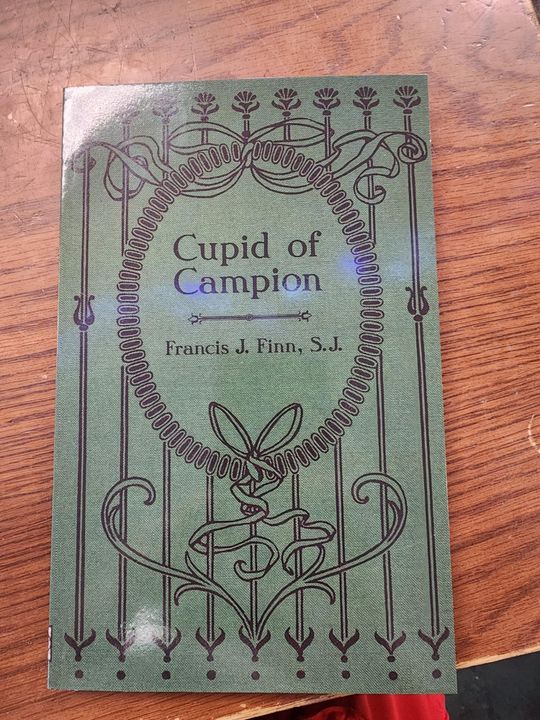 Cupid of
Campion
Francis J. Finn, S.J.